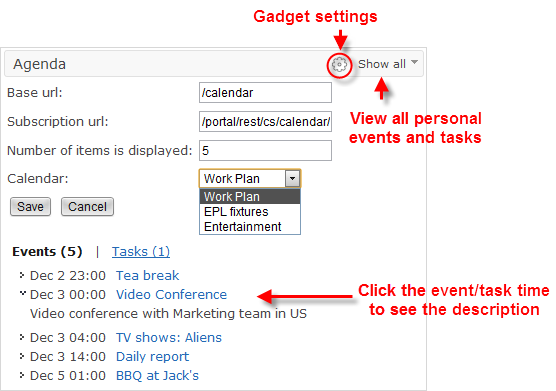 Gadget settings
Agenda
Show all
Base url:
/calendar
View all personal
events and tasks
Subscription url:
/portal/rest/cs/calendar/
Number of items is displayed:
5
Calendar:
Work Plan
Work Plan
EPL fixtures
Entertainment
Save
Cancel
Events (5) | Tasks (1)
Dec 2 23:00 Tea break
Dec 3 00:00 Video Conference
Click the event/task time
to see the description
Video conference with Marketing team in US
Dec 3 04:00 TV shows: Aliens
Dec 3 14:00 Daily report
Dec 5 01:00 BBQ at Jack's